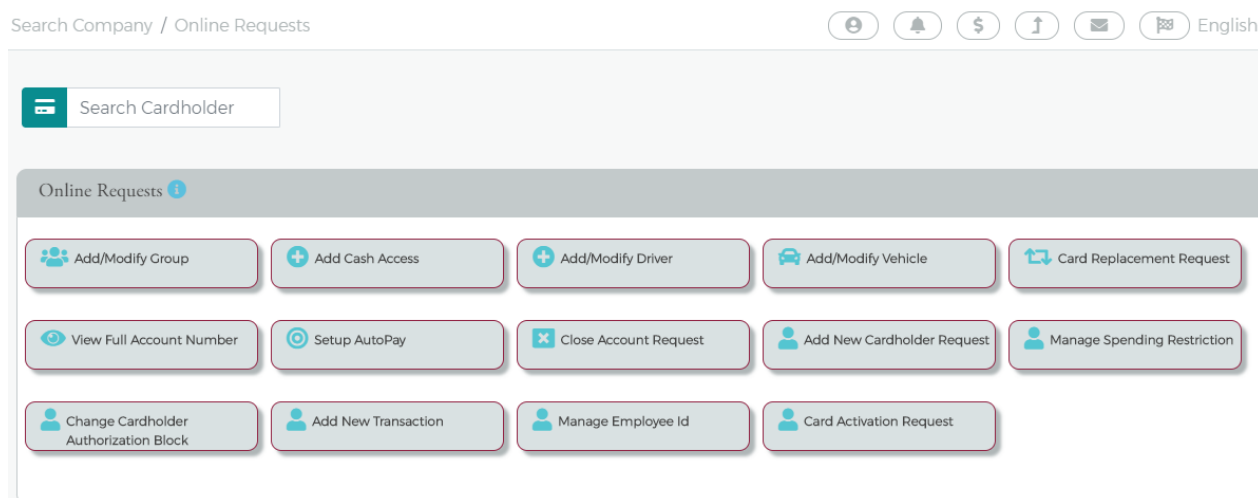 Search Company / Online Requests
$
English
Search Cardholder
Online Requests
Add/Modify Group
Add Cash Access
Add/Modify Driver
Add/Modify Vehicle
Card Replacement Request
View Full Account Number
Setup AutoPay
Close Account Request
Add New Cardholder Request
Manage Spending Restriction
Change Cardholder
Authorization Block
Add New Transaction
Manage Employee Id
Card Activation Request